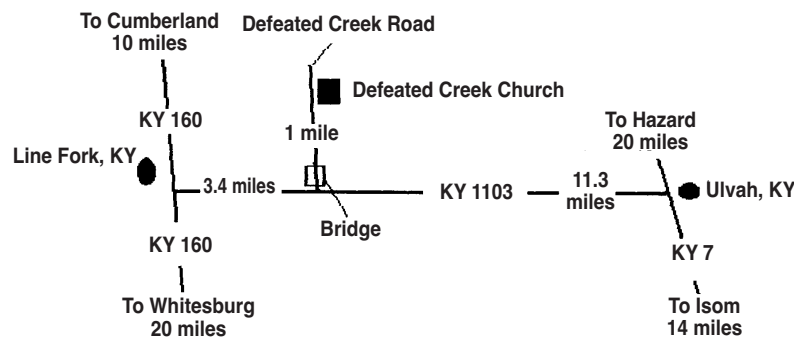 To Cumberland
10 miles
Defeated Creek Road
Defeated Creek Church
KY 160
1 mile
To Hazard
20 miles
Line Fork, KY
3.4 miles
KY 1103
11.3
miles
Ulvah, KY
Bridge
KY 160
KY 7
To Whitesburg
20 miles
To Isom
14 miles